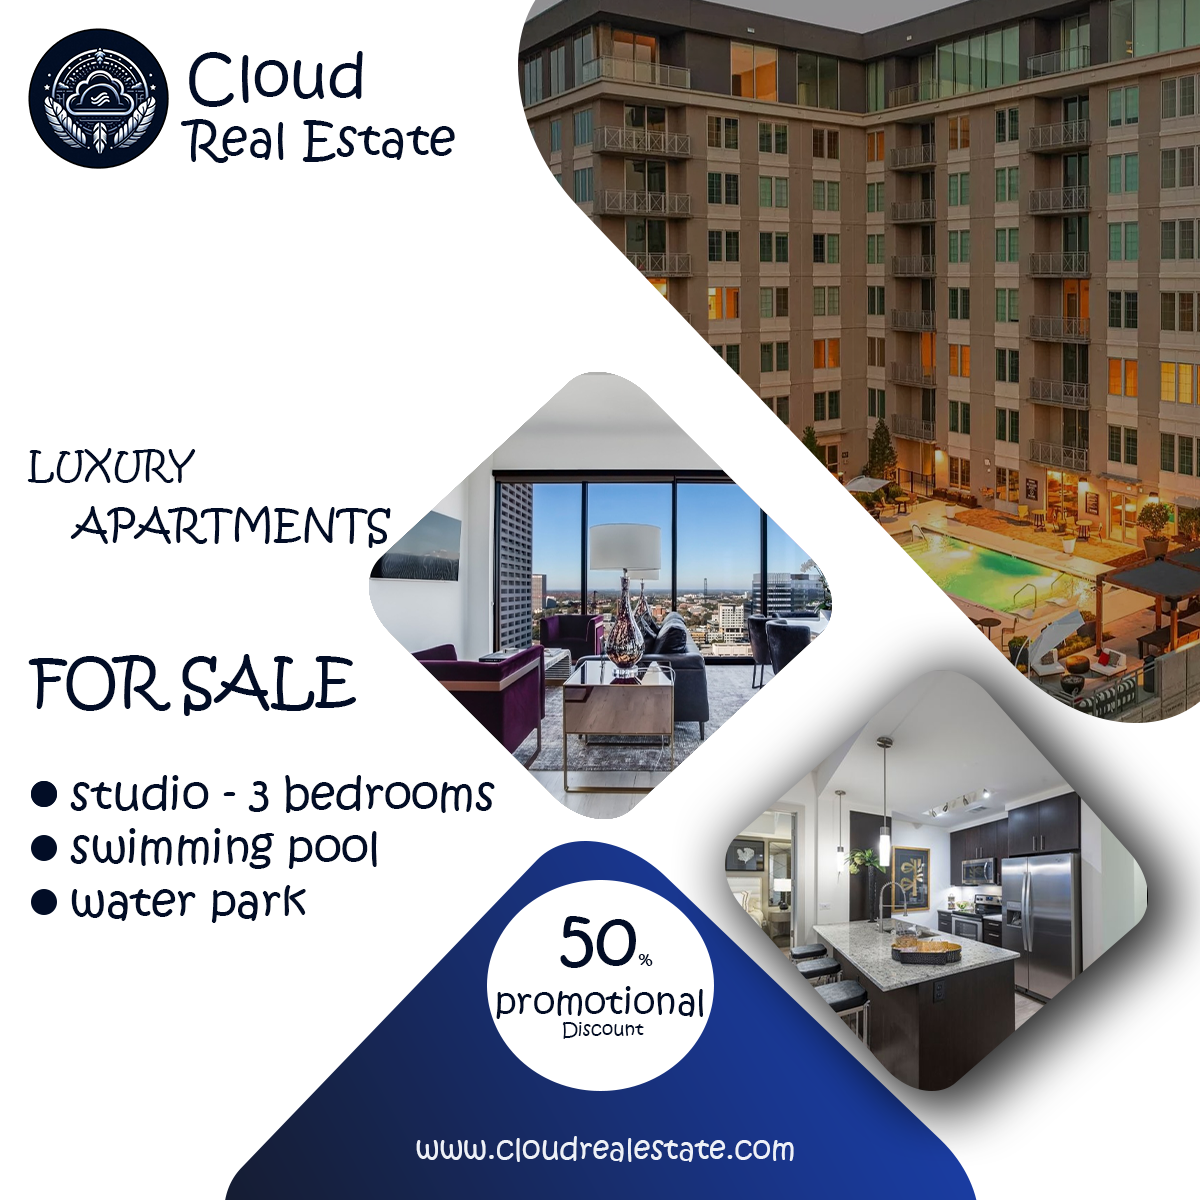 Cloud
Real Estate
LUXURY
APARTMENTS
FOR SALE
● studio - 3 bedrooms
● swimming pool
● water park
50%
promotional
Discount
www.cloudrealestate.com